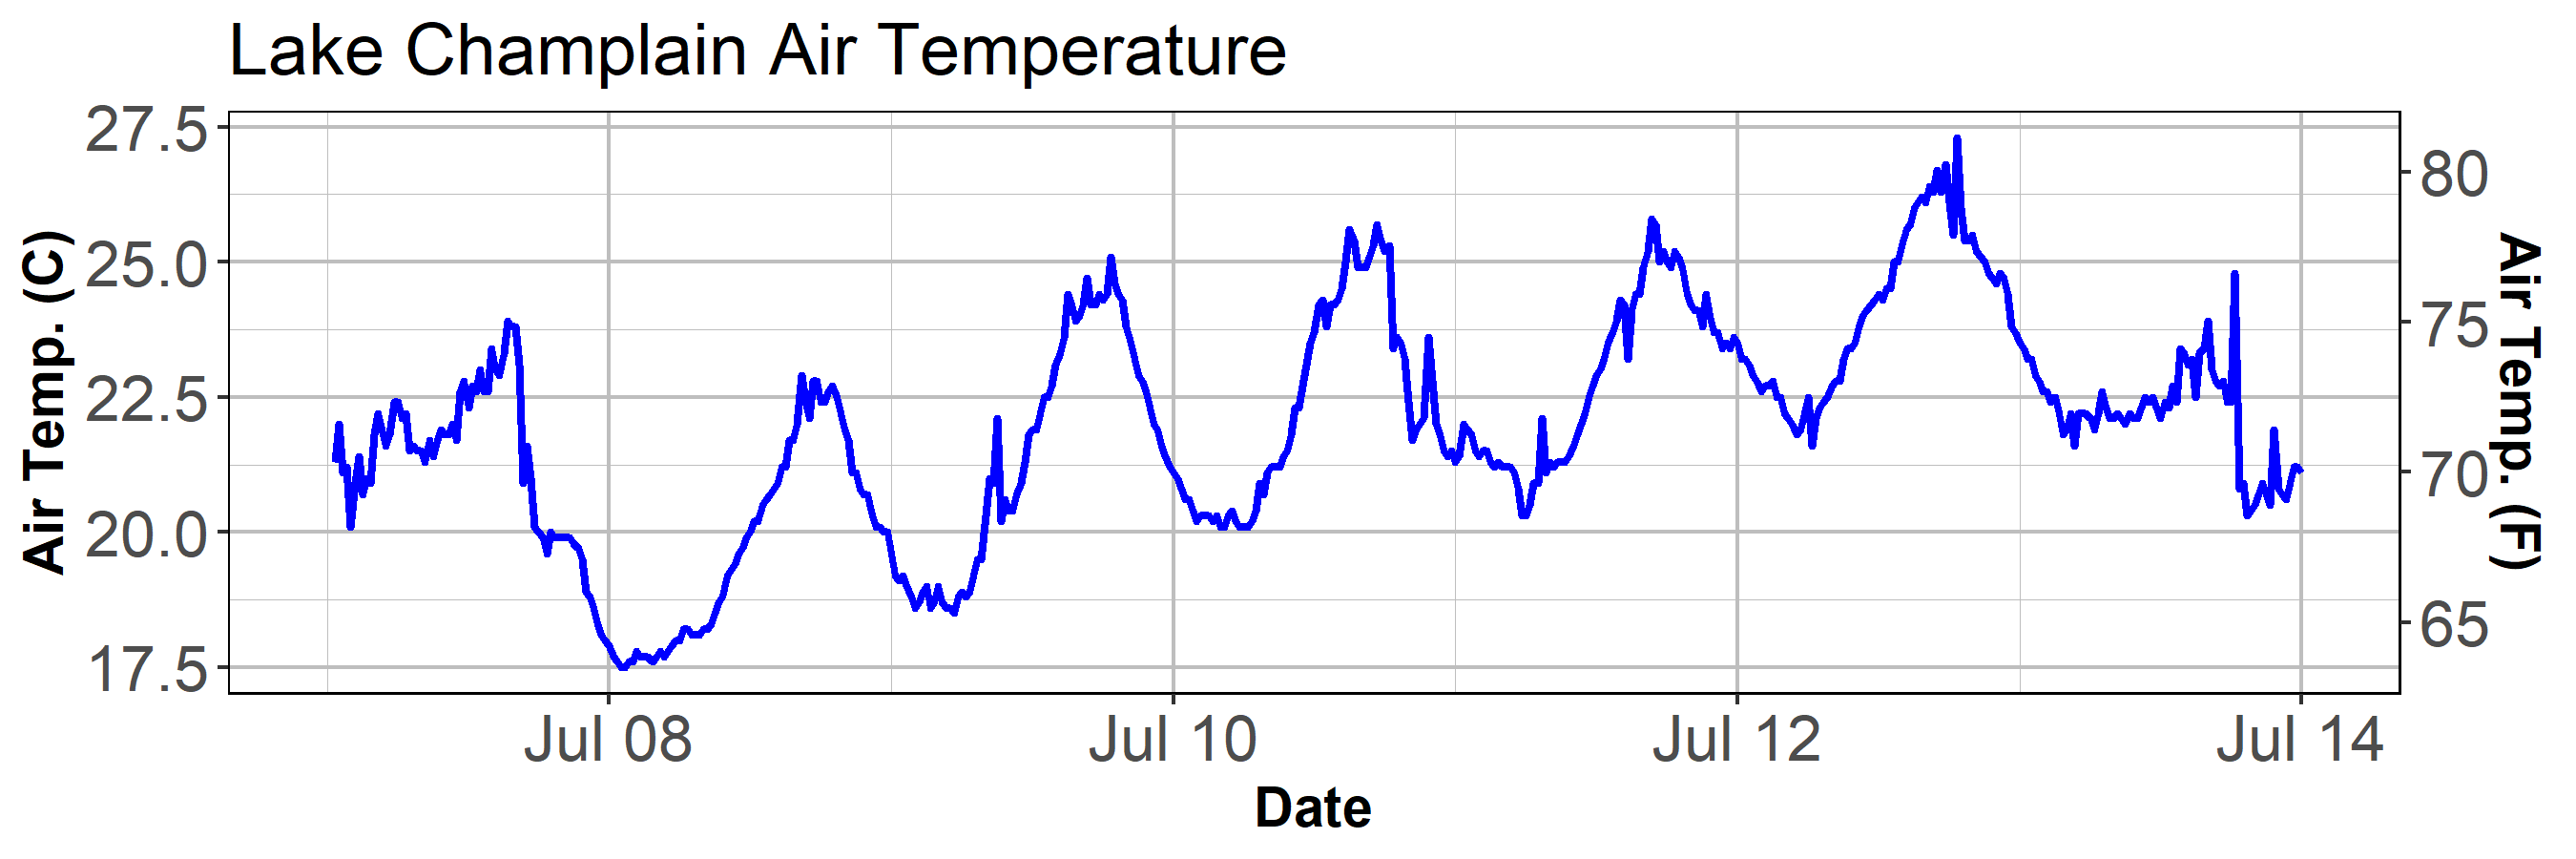 Lake Champlain Air Temperature
Air Temp. (C)
27.5
25.0
22.5
20.0
17.5
80
75
70
65
Air Temp. (F)
Jul 08
Jul 10
Jul 12
Jul 14
Date